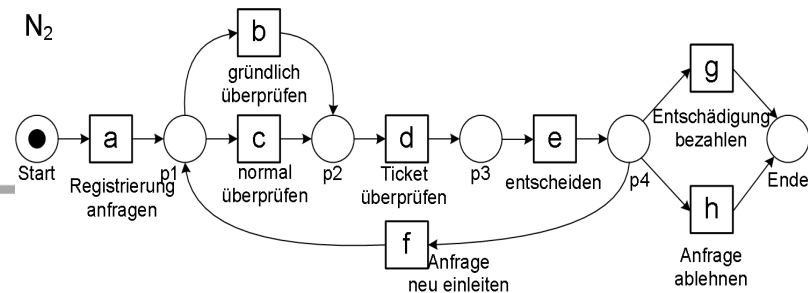 N₂
b
gründlich
überprüfen
g
Entschädigung
bezahlen
a
c
d
e
Start
Registrierung
anfragen
p1
normal
überprüfen
p2
Ticket
überprüfen
p3
entscheiden
p4
Ende
h
Anfrage
ablehnen
f
Anfrage
neu einleiten